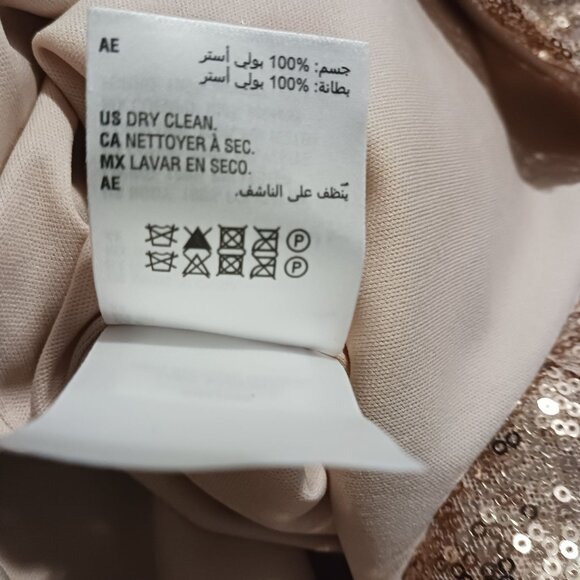 AE
جسم: 100% بولي أستر
بطانة: 100% بولي أستر
US DRY CLEAN.
CA NETTOYER À SEC.
MX LAVAR EN SECO.
AE
يُنظف على الناشف.
P
P